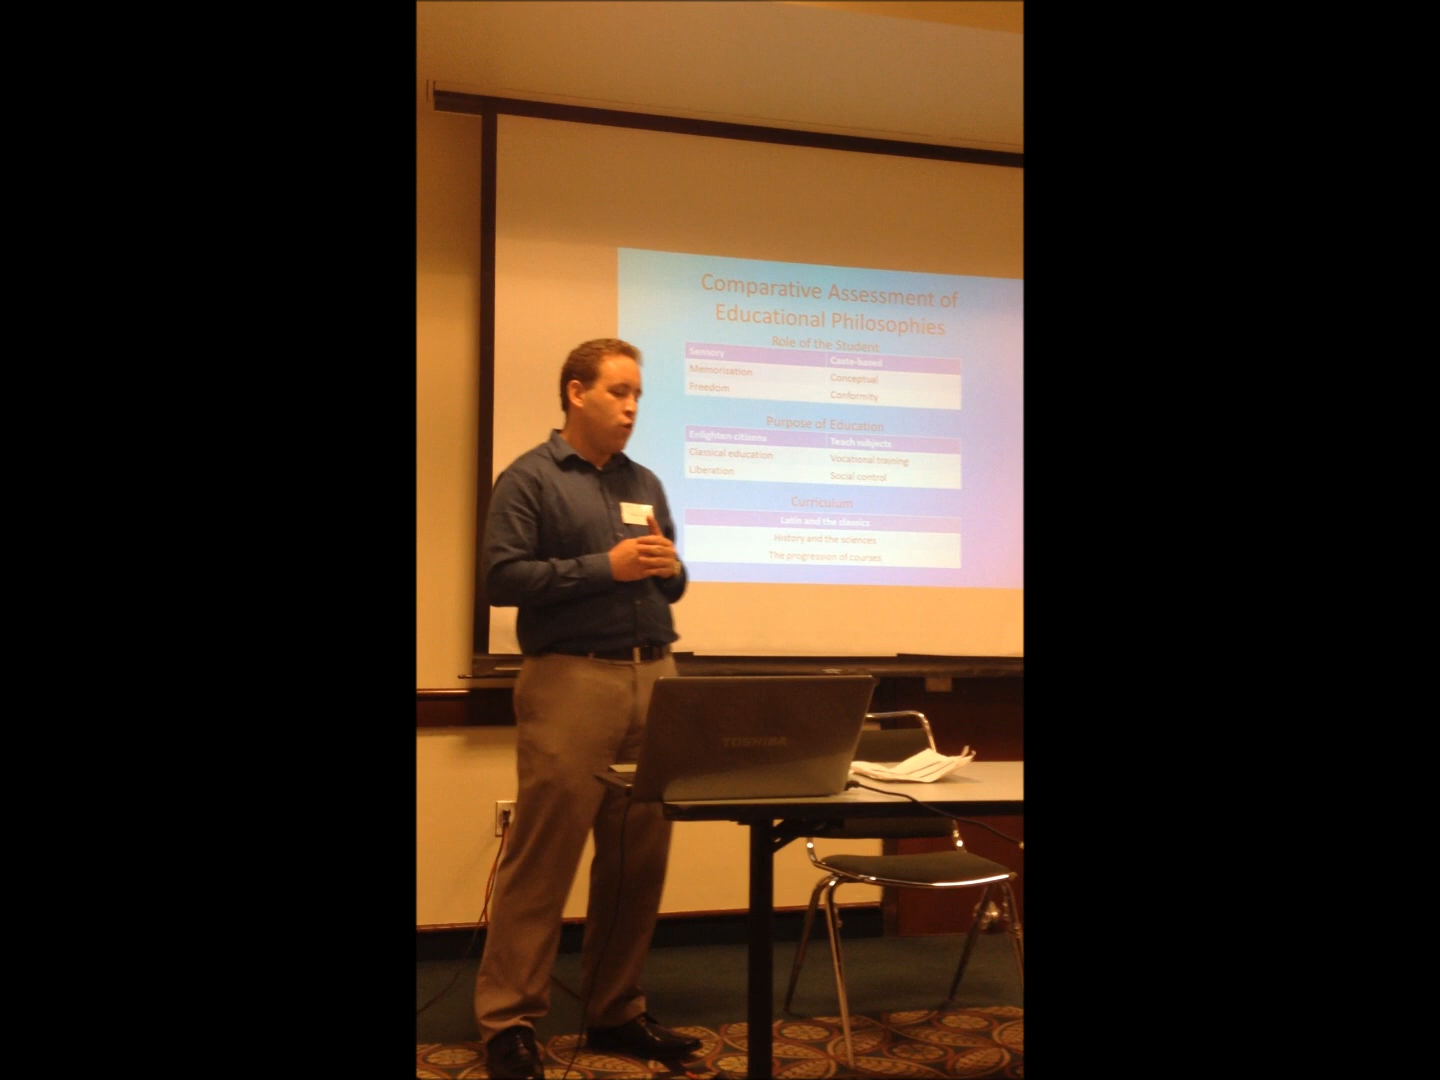 Comparative Assessment of
Educational Philosophies
Role of the Student
Sensory Caste-based
Memorization Conceptual
Freedom Conformity
Purpose of Education
Enlighten citizens Teach subjects
Classical education Vocational training
Liberation Social control
Curriculum
Latin and the classics
History and the sciences
The progression of courses
TOSHIBA